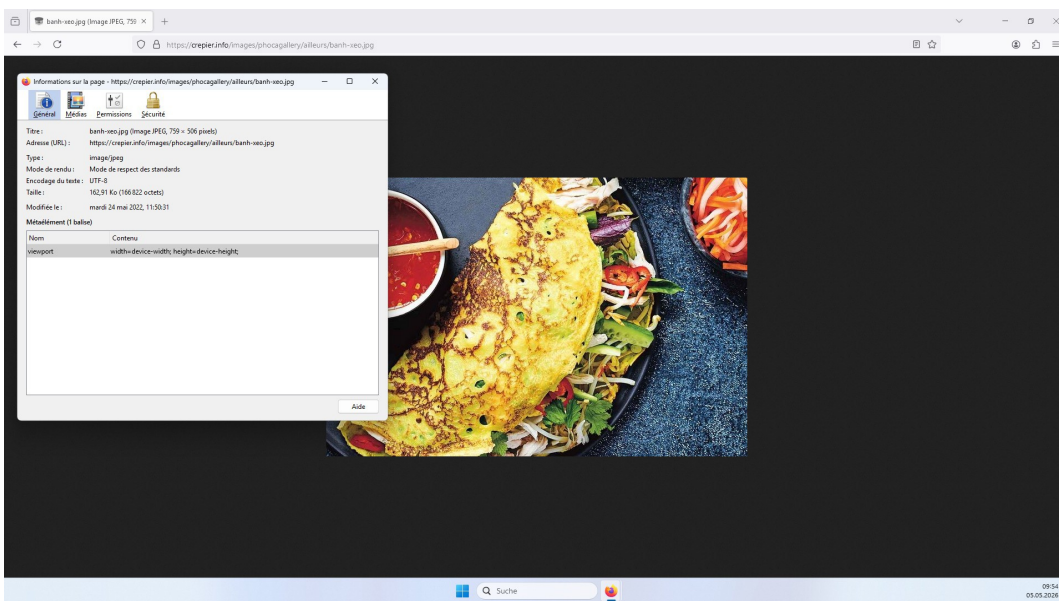 banh-xeo.jpg (Image JPEG, 759
https://crepier.info/images/phocagallery/ailleurs/banh-xeo.jpg
Informations sur la page - https://crepier.info/images/phocagallery/ailleurs/banh-xeo.jpg
Général Médias Permissions Sécurité
Titre : banh-xeo.jpg (Image JPEG, 759 × 506 pixels)
Adresse (URL) : https://crepier.info/images/phocagallery/ailleurs/banh-xeo.jpg
Type : image/jpeg
Mode de rendu : Mode de respect des standards
Encodage du texte : UTF-8
Taille : 162,91 Ko (166 822 octets)
Modifiée le : mardi 24 mai 2022, 11:50:31
Métaélément (1 balise)
Nom Contenu
viewport width=device-width; height=device-height;
Aide
Suche
09:54
05.05.2026